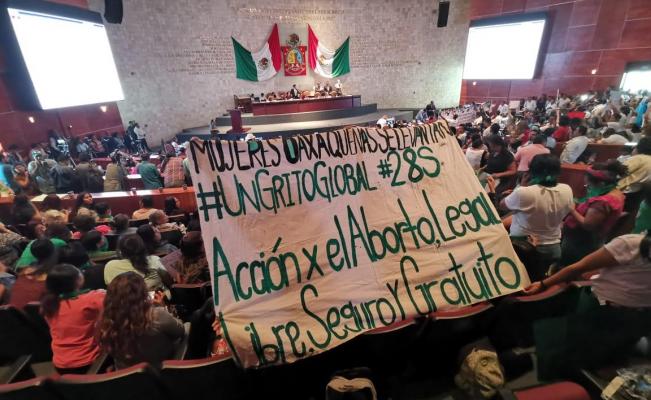 MUJERES OAXAQUEÑAS SE LEVANTAN
#UNGRITOGLOBAL #28S
Acción x el Aborto, Legal
Libre, Seguro Y Gratuito